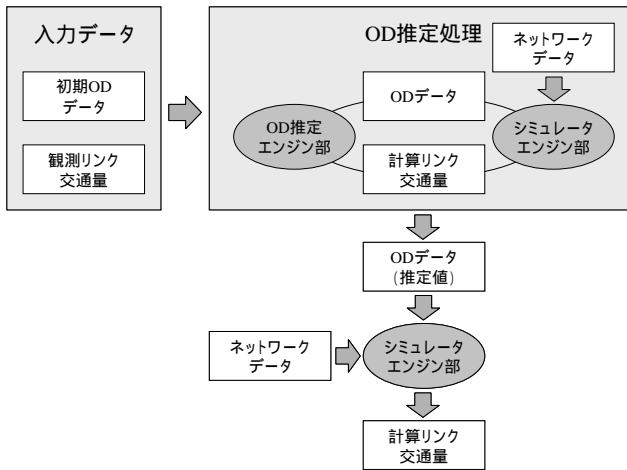 入力データ
初期OD
データ
観測リンク
交通量
OD推定処理
ネットワーク
データ
ODデータ
OD推定
エンジン部
シミュレータ
エンジン部
計算リンク
交通量
ODデータ
(推定値)
ネットワーク
データ
シミュレータ
エンジン部
計算リンク
交通量